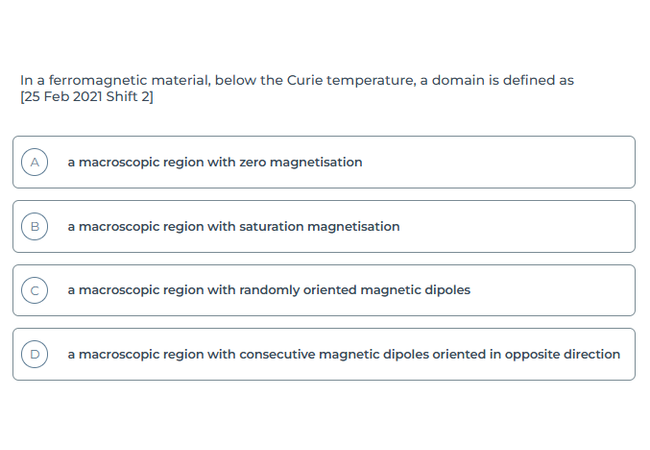 In a ferromagnetic material, below the Curie temperature, a domain is defined as
[25 Feb 2021 Shift 2]
A a macroscopic region with zero magnetisation
B a macroscopic region with saturation magnetisation
C a macroscopic region with randomly oriented magnetic dipoles
D a macroscopic region with consecutive magnetic dipoles oriented in opposite direction